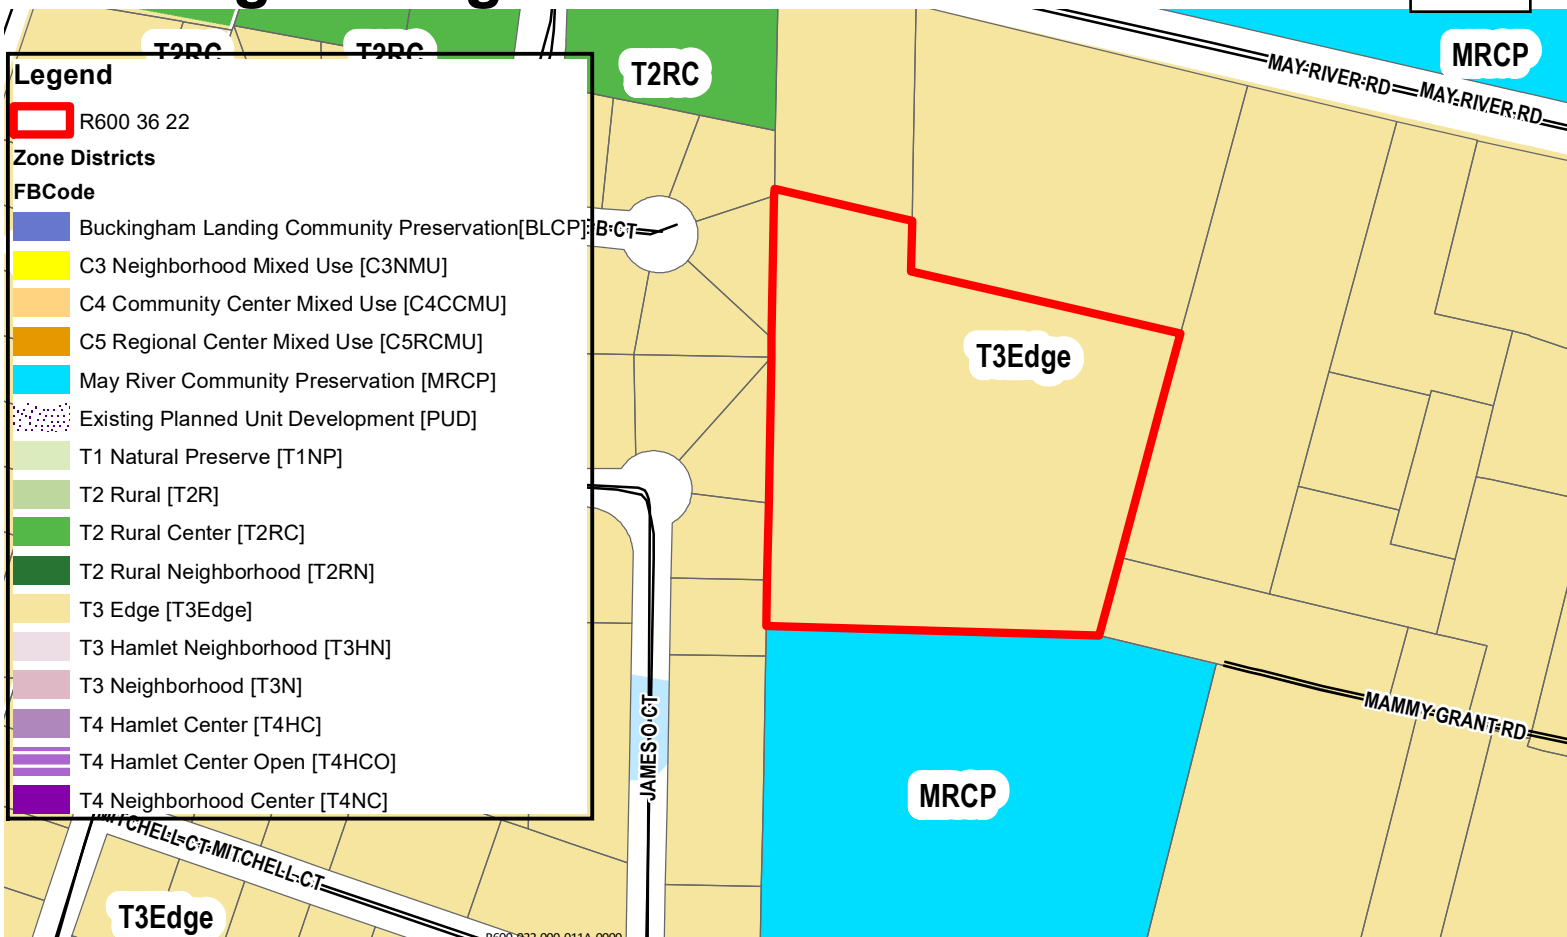 T2RC
T2RC
T2RC
MRCP
MAY-RIVER-RD
MAY-RIVER-RD
Legend
R600 36 22
Zone Districts
FBCode
Buckingham Landing Community Preservation[BLCP]
C3 Neighborhood Mixed Use [C3NMU]
C4 Community Center Mixed Use [C4CCMU]
C5 Regional Center Mixed Use [C5RCMU]
May River Community Preservation [MRCP]
Existing Planned Unit Development [PUD]
T1 Natural Preserve [T1NP]
T2 Rural [T2R]
T2 Rural Center [T2RC]
T2 Rural Neighborhood [T2RN]
T3 Edge [T3Edge]
T3 Hamlet Neighborhood [T3HN]
T3 Neighborhood [T3N]
T4 Hamlet Center [T4HC]
T4 Hamlet Center Open [T4HCO]
T4 Neighborhood Center [T4NC]
B-CT
T3Edge
JAMES-O-CT
MAMMY-GRANT-RD
MRCP
MITCHELL-CT-MITCHELL-CT
T3Edge